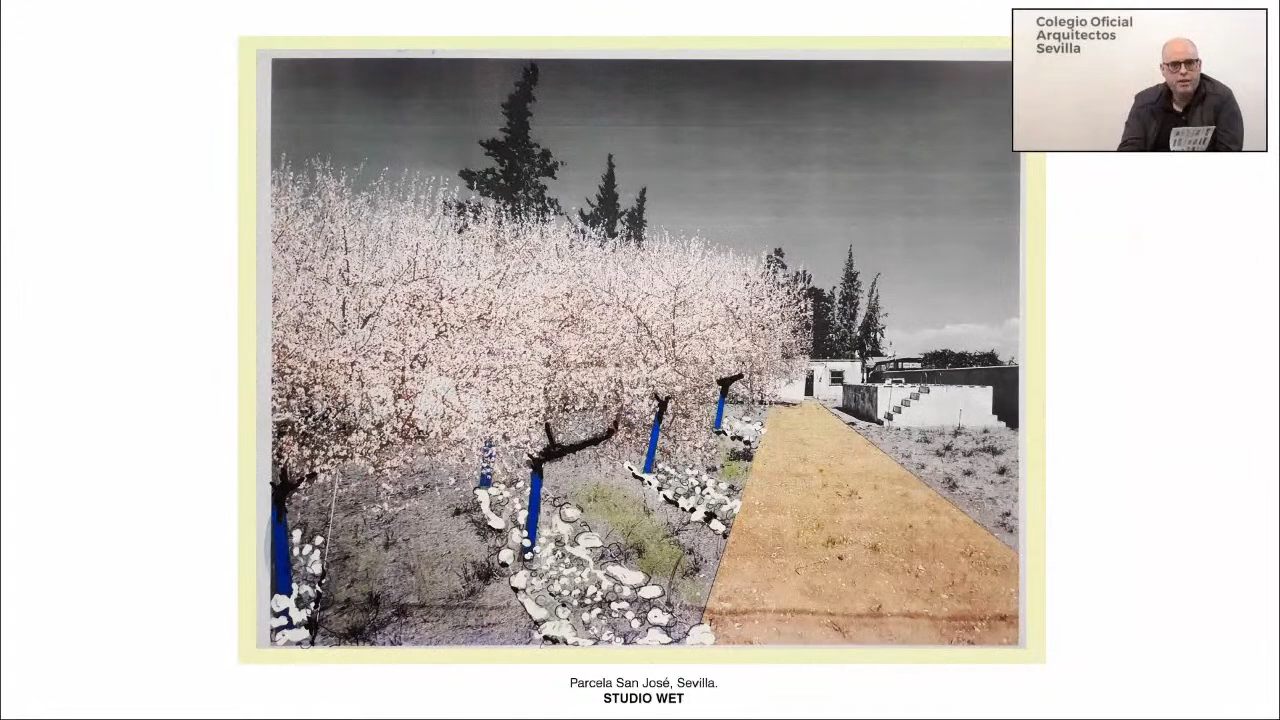 Colegio Oficial
Arquitectos
Sevilla
Parcela San José, Sevilla.
STUDIO WET